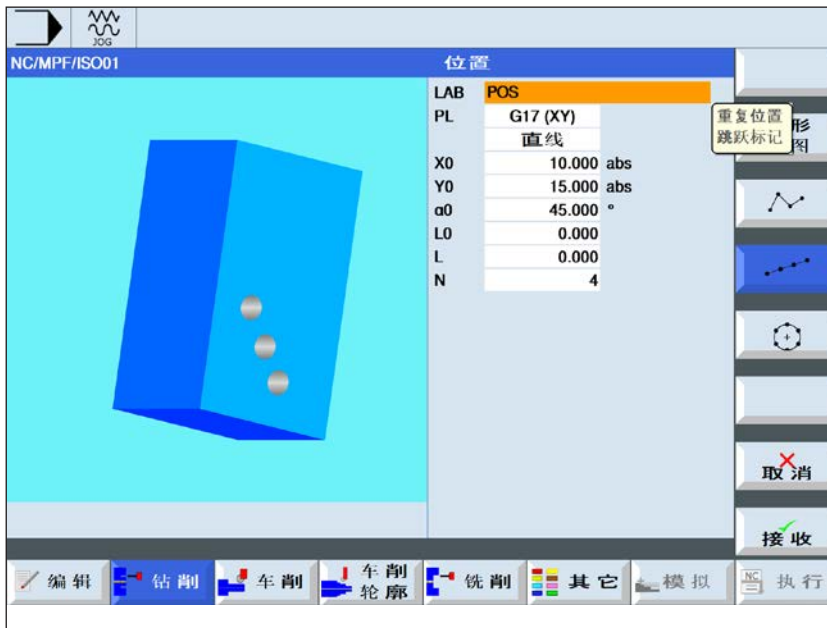 JOG
NC/MPF/ISO01
位置
LAB POS
PL G17 (XY)
直线
X0 10.000 abs
Y0 15.000 abs
α0 45.000 °
L0 0.000
L 0.000
N 4
重复位置
跳跃标记
形
图
取消
接收
编辑
钻削
车削
车削
轮廓
铣削
其它
模拟
NC
执行